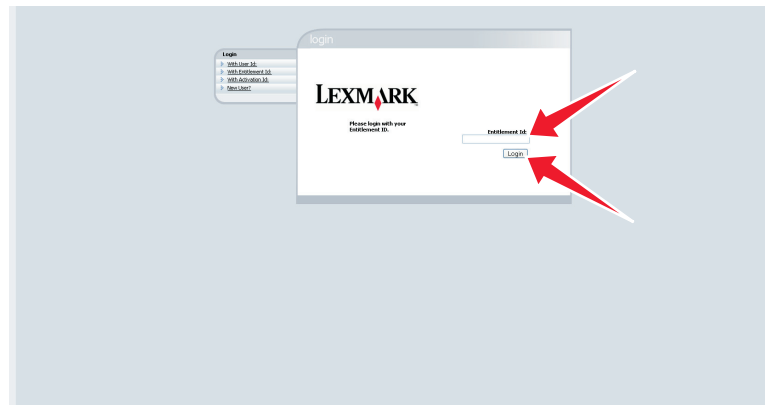 login
Login
With User Id:
With Entitlement Id:
With Activation Id:
New User?
LEXMARK
Please login with your
Entitlement ID.
Entitlement Id:
Login